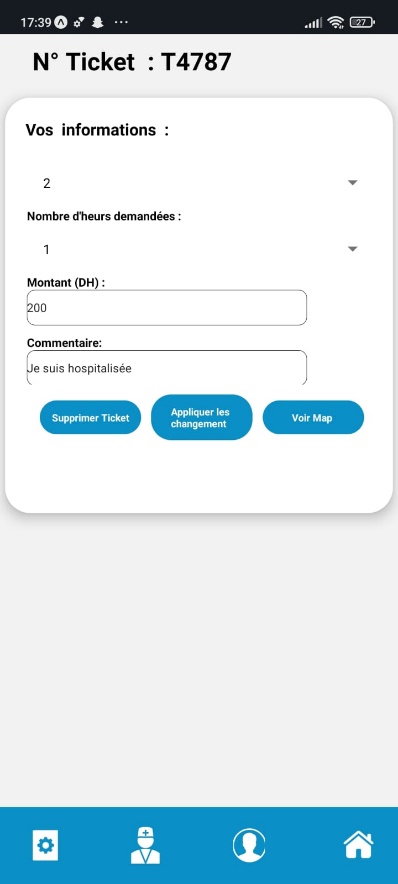 17:39 27
N° Ticket : T4787
Vos informations :
2
Nombre d'heurs demandées :
1
Montant (DH) :
200
Commentaire:
Je suis hospitalisée
Supprimer Ticket
Appliquer les
changement
Voir Map